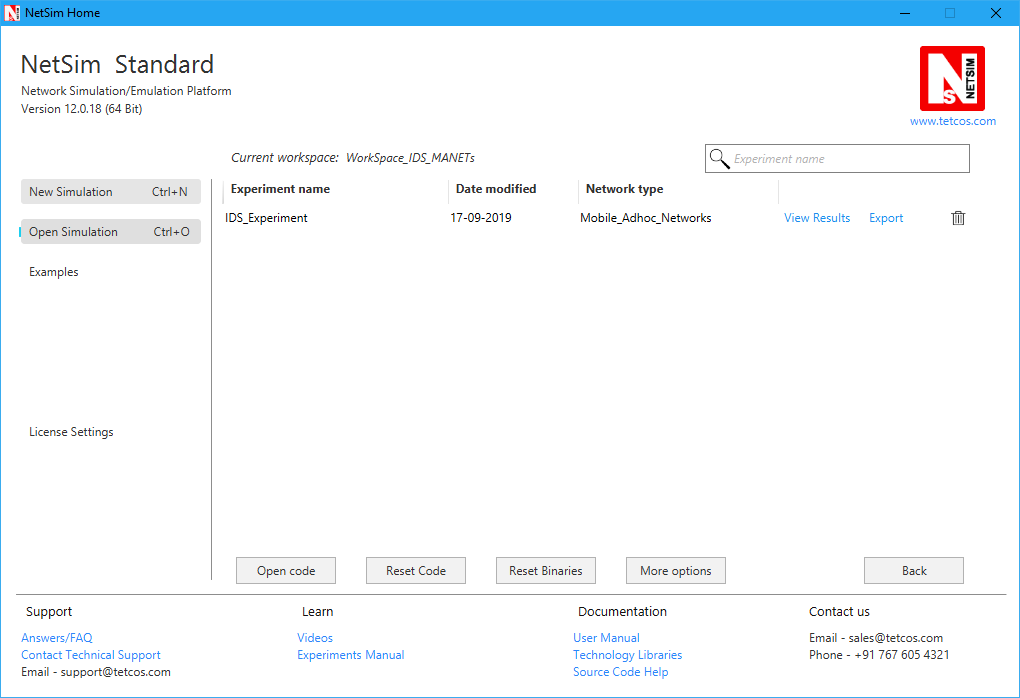 NetSim Home
NetSim Standard
Network Simulation/Emulation Platform
Version 12.0.18 (64 Bit)
NETSIM
NS
www.tetcos.com
Current workspace: WorkSpace_IDS_MANETs
Experiment name
New Simulation Ctrl+N
Open Simulation Ctrl+O
Examples
License Settings
Experiment name Date modified Network type
IDS_Experiment 17-09-2019 Mobile_Adhoc_Networks View Results Export
Open code Reset Code Reset Binaries More options Back
Support
Answers/FAQ
Contact Technical Support
Email - support@tetcos.com
Learn
Videos
Experiments Manual
Documentation
User Manual
Technology Libraries
Source Code Help
Contact us
Email - sales@tetcos.com
Phone - +91 767 605 4321